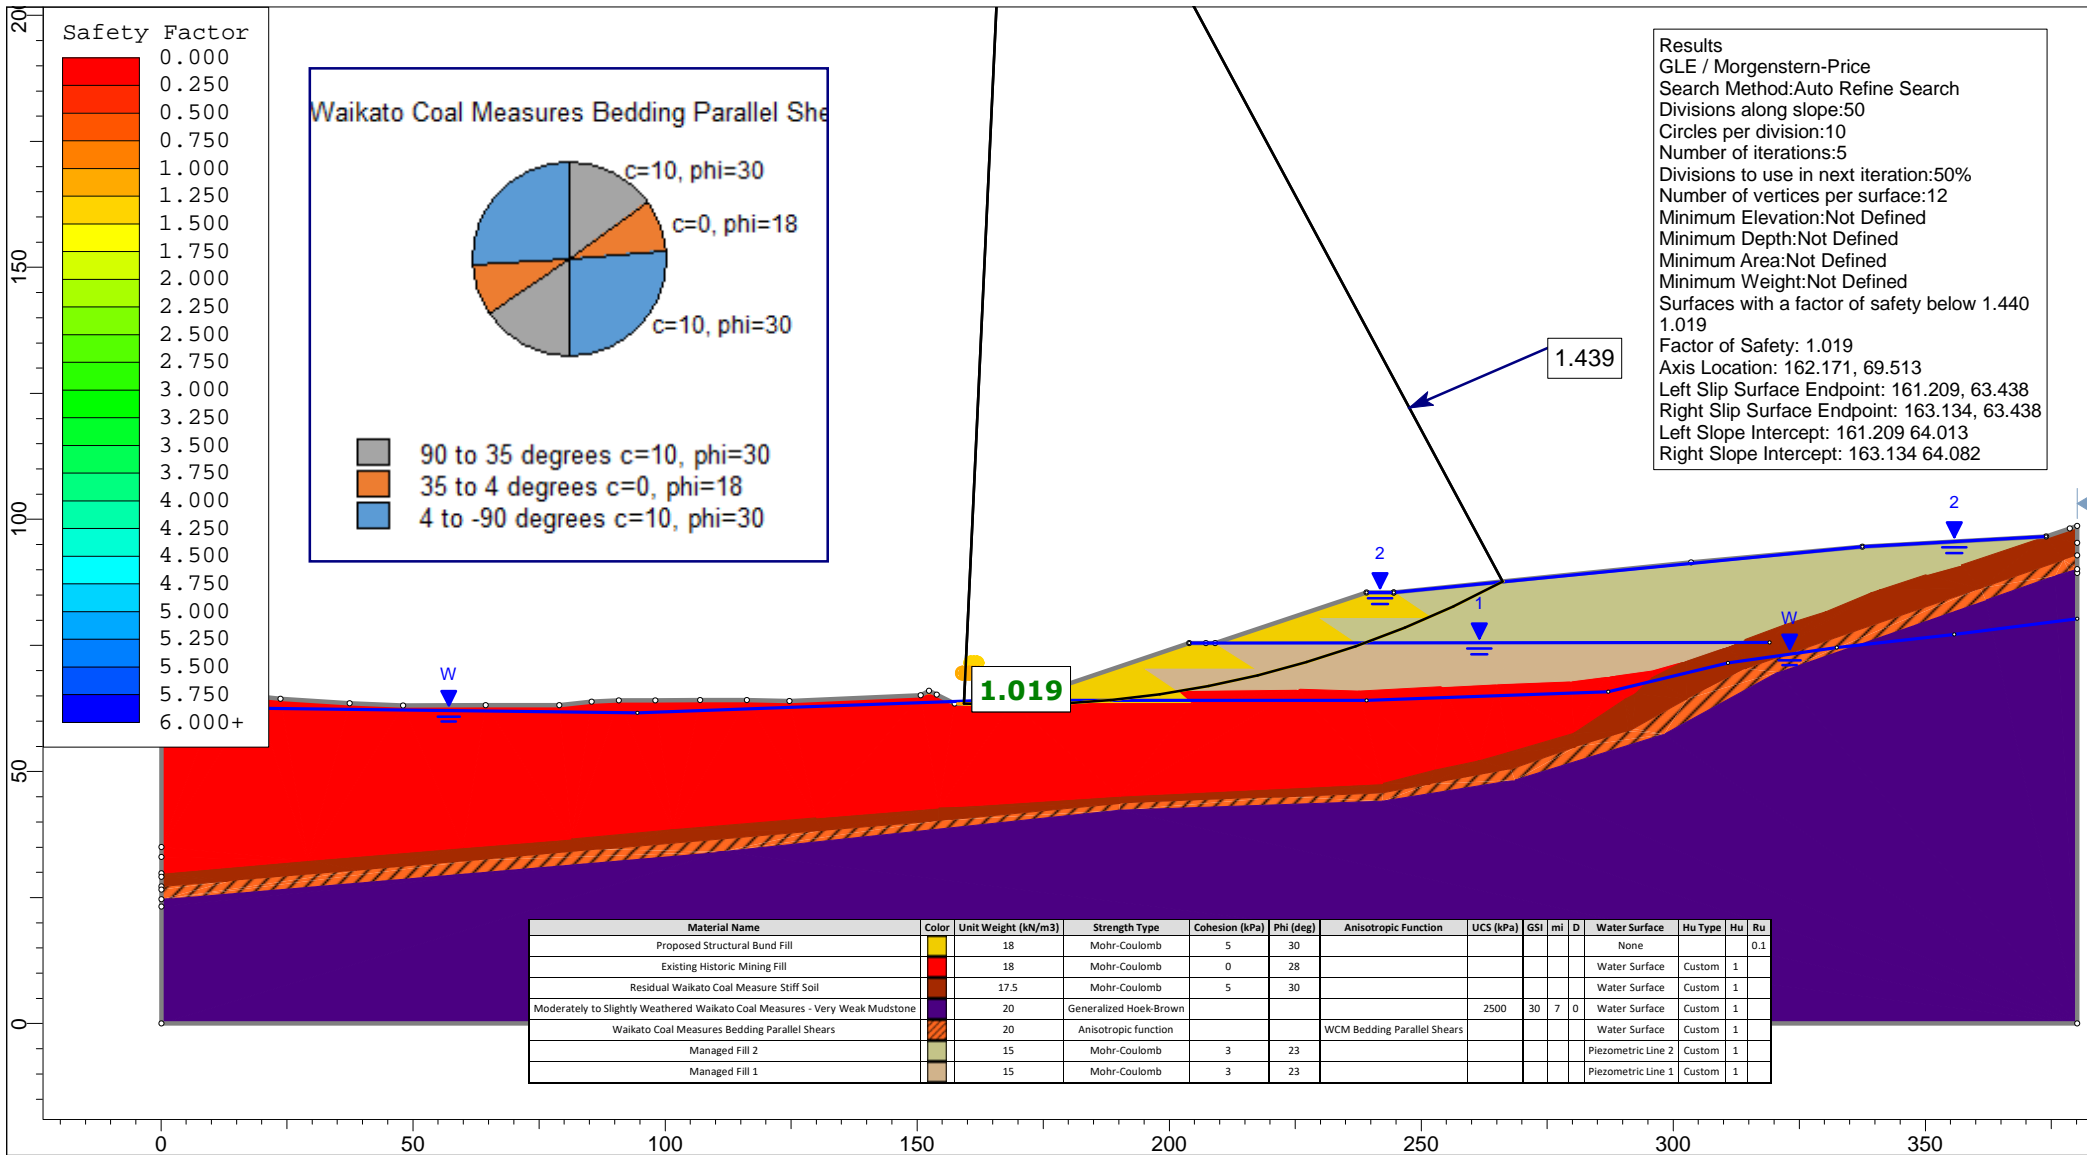 Safety Factor
0.000
0.250
0.500
0.750
1.000
1.250
1.500
1.750
2.000
2.250
2.500
2.750
3.000
3.250
3.500
3.750
4.000
4.250
4.500
4.750
5.000
5.250
5.500
5.750
6.000+
Waikato Coal Measures Bedding Parallel She
c=10, phi=30
c=0, phi=18
c=10, phi=30
90 to 35 degrees c=10, phi=30
35 to 4 degrees c=0, phi=18
4 to -90 degrees c=10, phi=30
Results
GLE / Morgenstern-Price
Search Method:Auto Refine Search
Divisions along slope:50
Circles per division:10
Number of iterations:5
Divisions to use in next iteration:50%
Number of vertices per surface:12
Minimum Elevation:Not Defined
Minimum Depth:Not Defined
Minimum Area:Not Defined
Minimum Weight:Not Defined
Surfaces with a factor of safety below 1.440
1.019
Factor of Safety: 1.019
Axis Location: 162.171, 69.513
Left Slip Surface Endpoint: 161.209, 63.438
Right Slip Surface Endpoint: 163.134, 63.438
Left Slope Intercept: 161.209 64.013
Right Slope Intercept: 163.134 64.082
1.439
2
2
1
W
W
1.019
Material Name Color Unit Weight (kN/m3) Strength Type Cohesion (kPa) Phi (deg) Anisotropic Function UCS (kPa) GSI mi D Water Surface Hu Type Hu Ru
Proposed Structural Bund Fill 18 Mohr-Coulomb 5 30 None 0.1
Existing Historic Mining Fill 18 Mohr-Coulomb 0 28 Water Surface Custom 1
Residual Waikato Coal Measure Stiff Soil 17.5 Mohr-Coulomb 5 30 Water Surface Custom 1
Moderately to Slightly Weathered Waikato Coal Measures - Very Weak Mudstone 20 Generalized Hoek-Brown 2500 30 7 0 Water Surface Custom 1
Waikato Coal Measures Bedding Parallel Shears 20 Anisotropic function WCM Bedding Parallel Shears Water Surface Custom 1
Managed Fill 2 15 Mohr-Coulomb 3 23 Piezometric Line 2 Custom 1
Managed Fill 1 15 Mohr-Coulomb 3 23 Piezometric Line 1 Custom 1
200
150
100
50
0
0 50 100 150 200 250 300 350